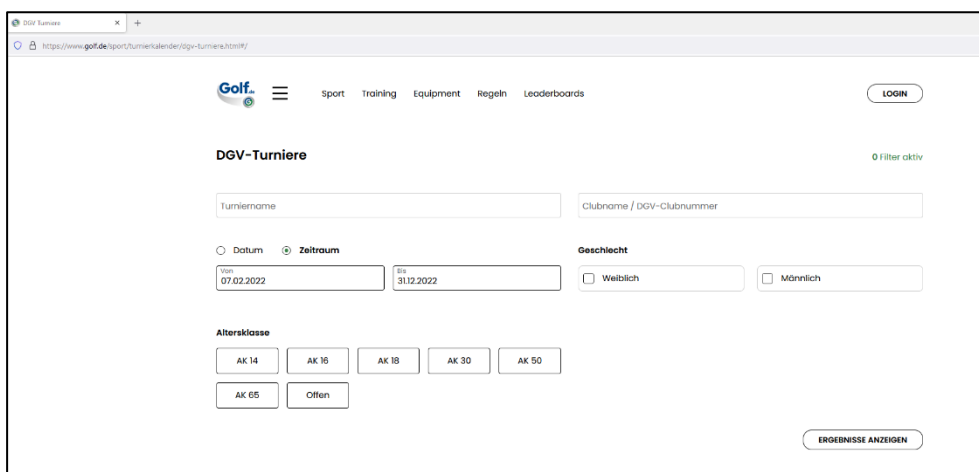 DGV Turniere × +
https://www.golf.de/sport/turnierkalender/dgv-turniere.html#/
Golf.de Sport Training Equipment Regeln Leaderboards LOGIN
DGV-Turniere 0 Filter aktiv
Turniername Clubname / DGV-Clubnummer
Datum Zeitraum Geschlecht
Von Bis
07.02.2022 31.12.2022 Weiblich Männlich
Altersklasse
AK 14 AK 16 AK 18 AK 30 AK 50
AK 65 Offen
ERGEBNISSE ANZEIGEN